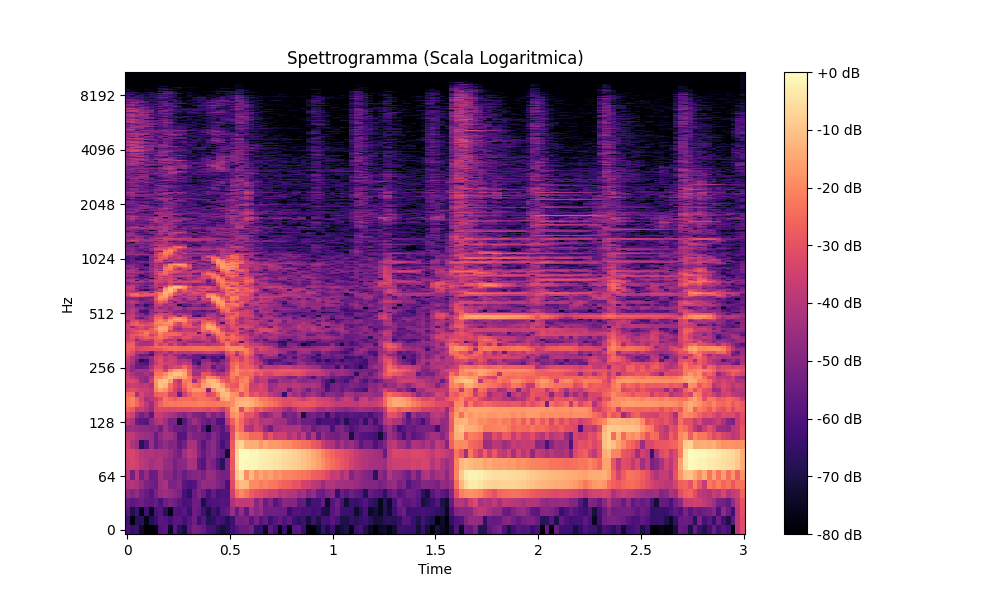 Spettrogramma (Scala Logaritmica)
Hz
8192
4096
2048
1024
512
256
128
64
0
0 0.5 1 1.5 2 2.5 3
Time
+0 dB
-10 dB
-20 dB
-30 dB
-40 dB
-50 dB
-60 dB
-70 dB
-80 dB